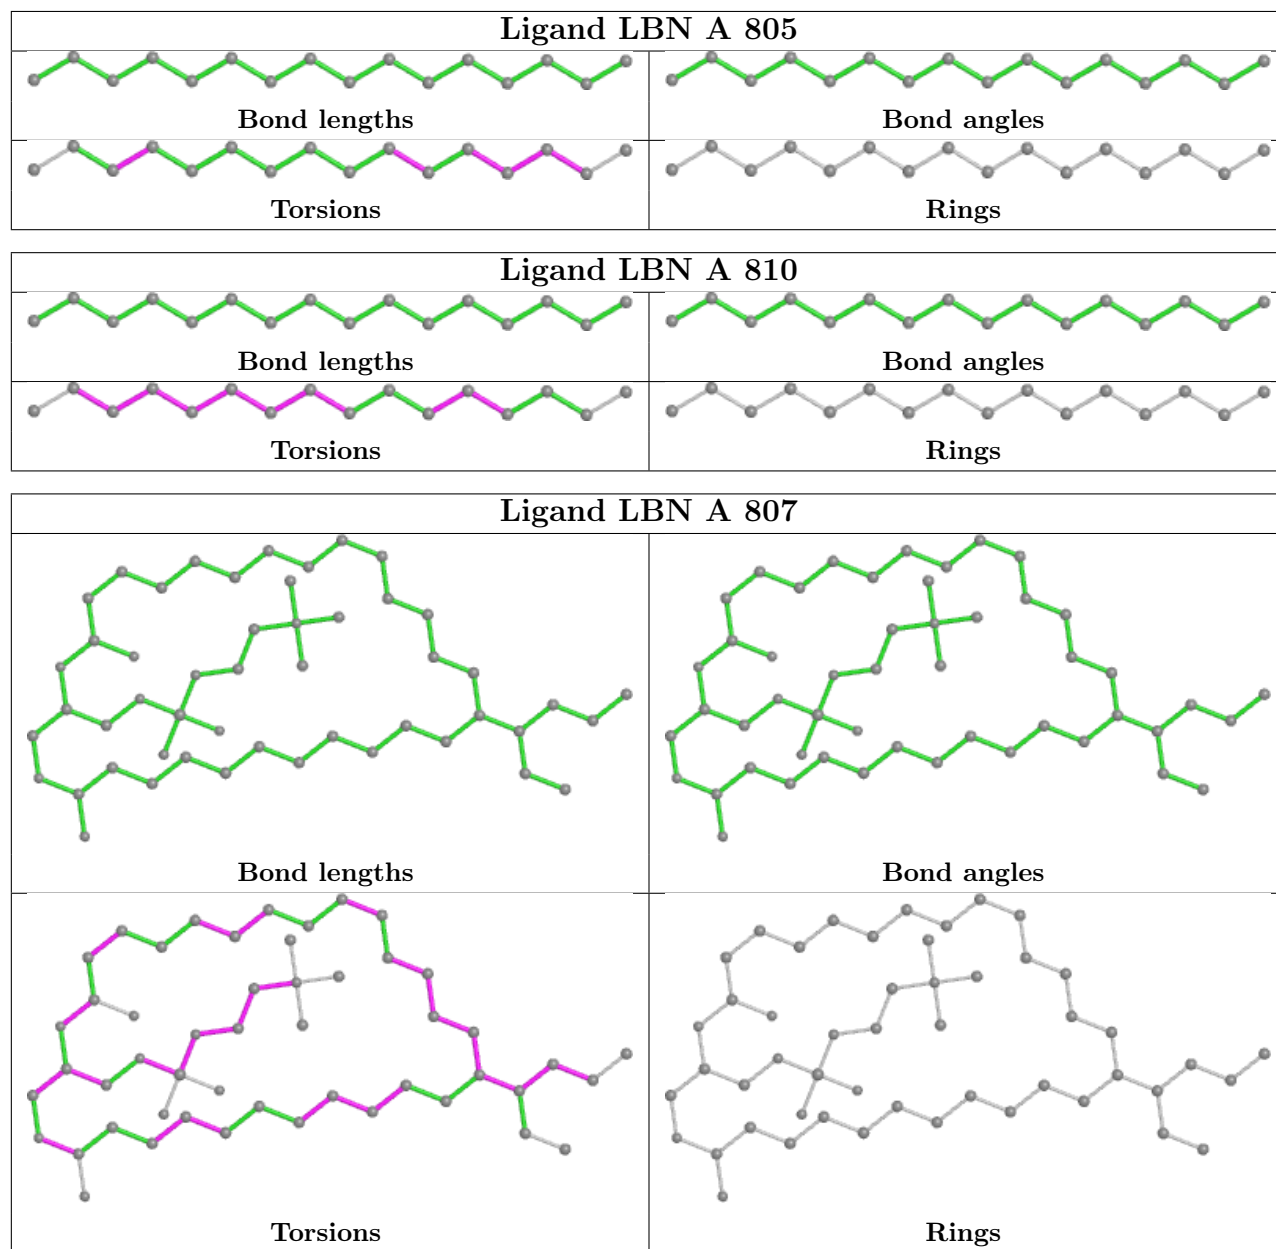 Ligand LBN A 805
Bond lengths
Bond angles
Torsions
Rings
Ligand LBN A 810
Bond lengths
Bond angles
Torsions
Rings
Ligand LBN A 807
Bond lengths
Bond angles
Torsions
Rings